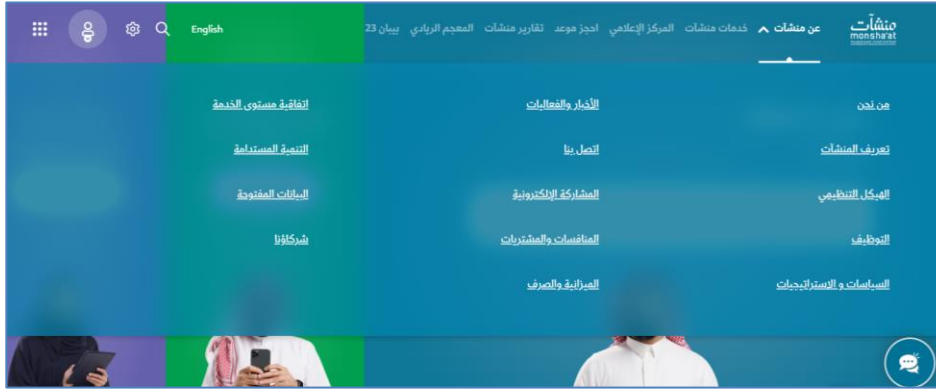 منشآت
monsha'at
عن منشآت
خدمات منشآت
المركز الإعلامي
احجز موعد
تقارير منشآت
المعجم الريادي
بيبان 23
English
من نحن
تعريف المنشآت
الهيكل التنظيمي
التوظيف
السياسات و الاستراتيجيات
الأخبار والفعاليات
اتصل بنا
المشاركة الإلكترونية
المنافسات والمشتريات
الميزانية والصرف
اتفاقية مستوى الخدمة
التنمية المستدامة
البيانات المفتوحة
شركاؤنا